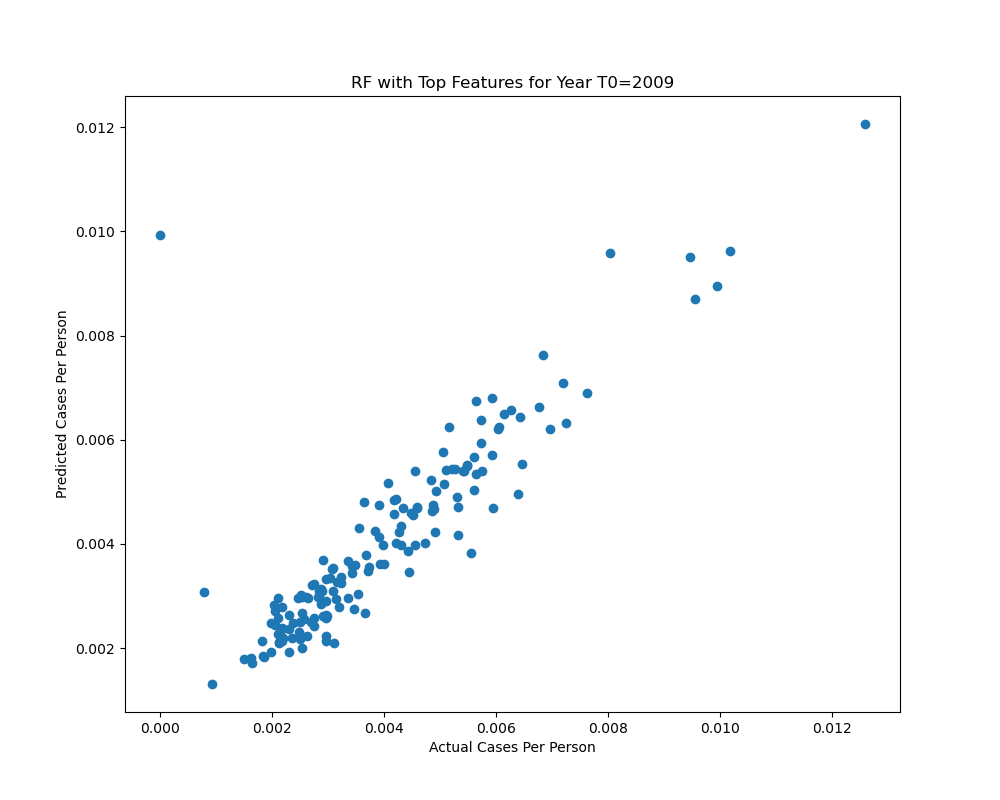 RF with Top Features for Year T0=2009
Predicted Cases Per Person
0.012
0.010
0.008
0.006
0.004
0.002
0.000 0.002 0.004 0.006 0.008 0.010 0.012
Actual Cases Per Person